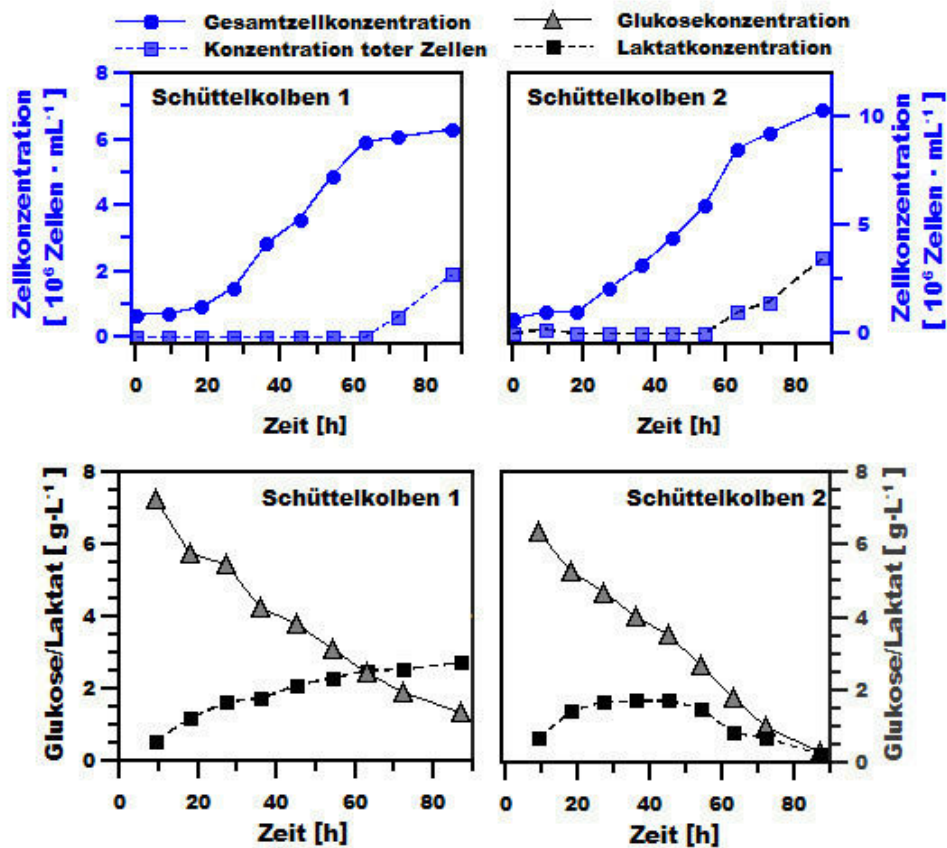 Gesamtzellkonzentration
Glukosekonzentration
Konzentration toter Zellen
Laktatkonzentration
Zellkonzentration
[ 10⁶ Zellen · mL⁻¹ ]
8
6
4
2
0
Schüttelkolben 1
0 20 40 60 80
Zeit [h]
Schüttelkolben 2
0 20 40 60 80
Zeit [h]
10
5
0
Zellkonzentration
[ 10⁶ Zellen · mL⁻¹ ]
Glukose/Laktat [ g·L⁻¹ ]
8
6
4
2
0
Schüttelkolben 1
0 20 40 60 80
Zeit [h]
Schüttelkolben 2
0 20 40 60 80
Zeit [h]
8
6
4
2
0
Glukose/Laktat [ g·L⁻¹ ]